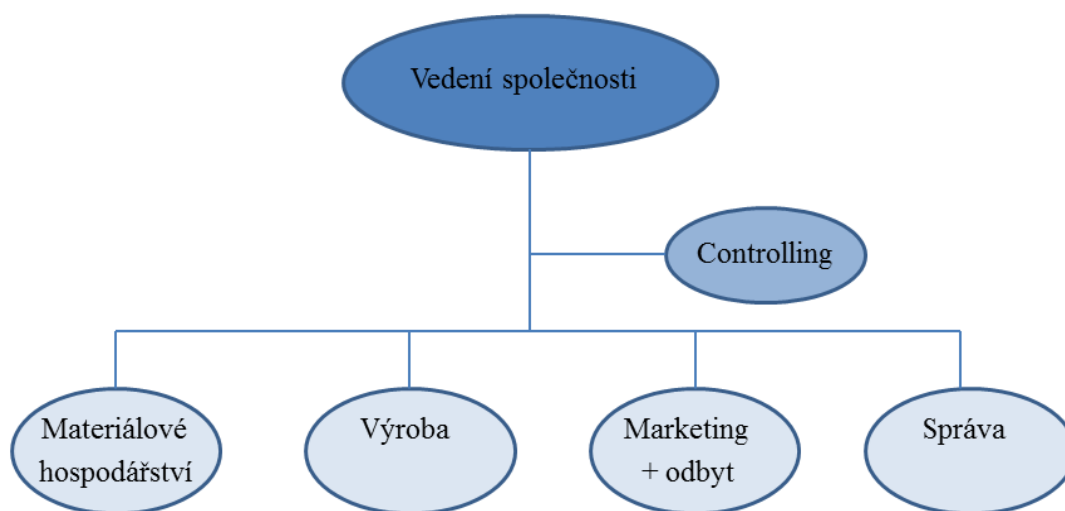 Vedení společnosti
Controlling
Materiálové
hospodářství
Výroba
Marketing
+ odbyt
Správa